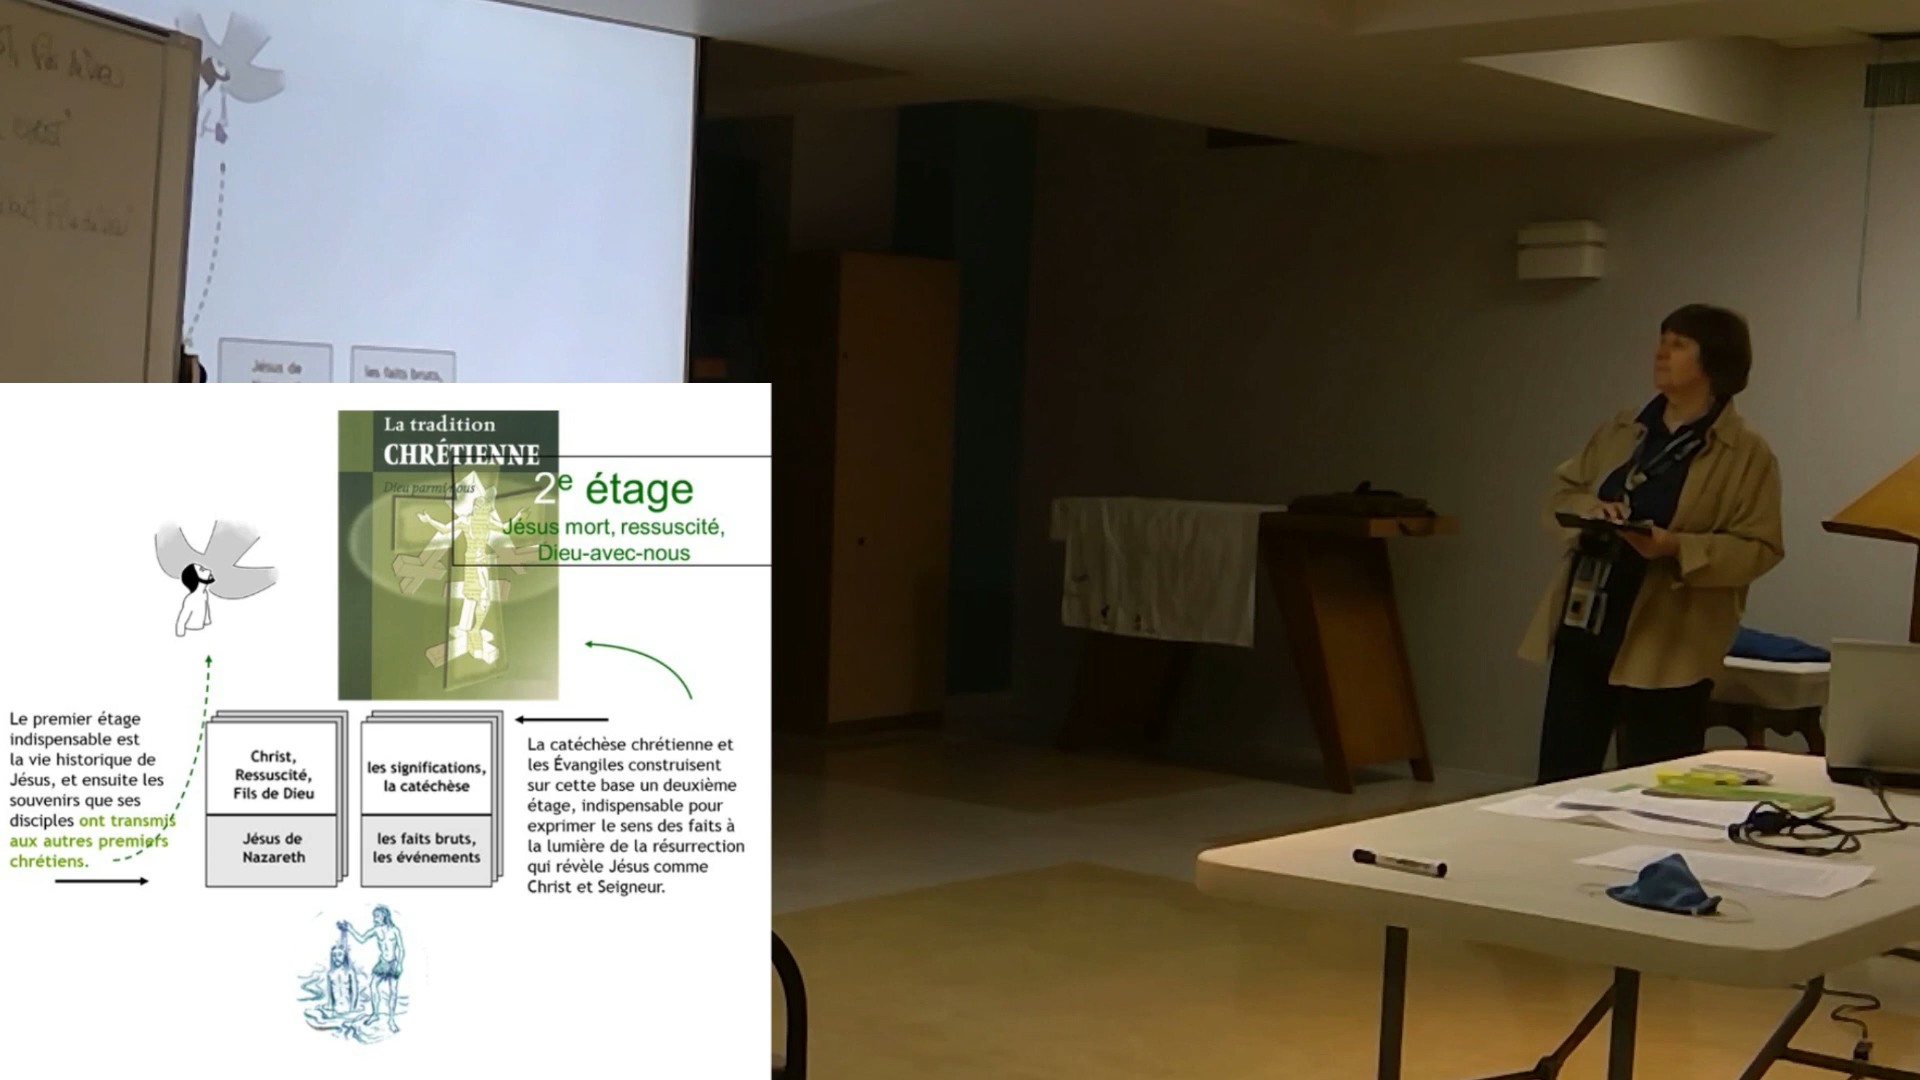 Jésus de
les faits bruts,
La tradition
CHRÉTIENNE
Dieu parmi nous
2e étage
Jésus mort, ressuscité,
Dieu-avec-nous
Le premier étage
indispensable est
la vie historique de
Jésus, et ensuite les
souvenirs que ses
disciples ont transmis
aux autres premiers
chrétiens.
Christ,
Ressuscité,
Fils de Dieu
Jésus de
Nazareth
les significations,
la catéchèse
les faits bruts,
les événements
La catéchèse chrétienne et
les Évangiles construisent
sur cette base un deuxième
étage, indispensable pour
exprimer le sens des faits à
la lumière de la résurrection
qui révèle Jésus comme
Christ et Seigneur.